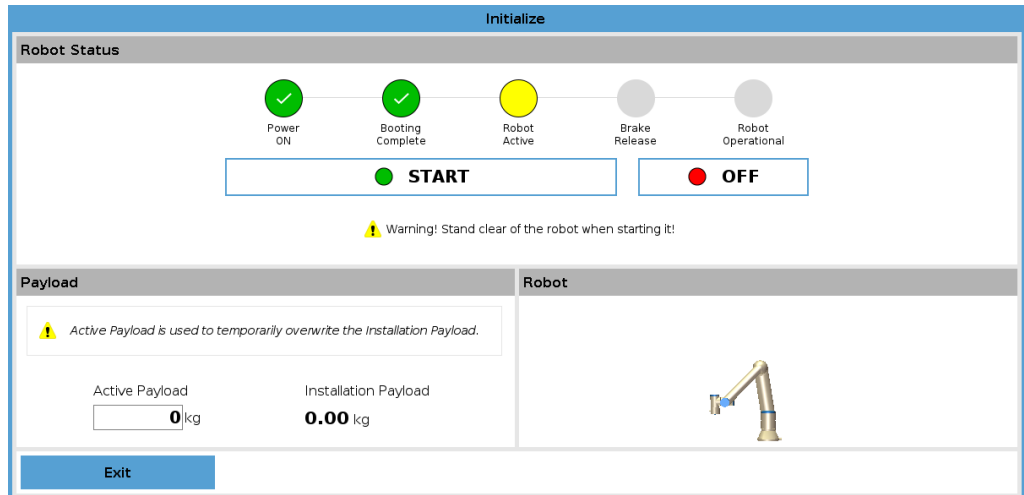 Initialize
Robot Status
Power
ON
Booting
Complete
Robot
Active
Brake
Release
Robot
Operational
START
OFF
Warning! Stand clear of the robot when starting it!
Payload
Robot
Active Payload is used to temporarily overwrite the Installation Payload.
Active Payload
Installation Payload
0 kg
0.00 kg
Exit